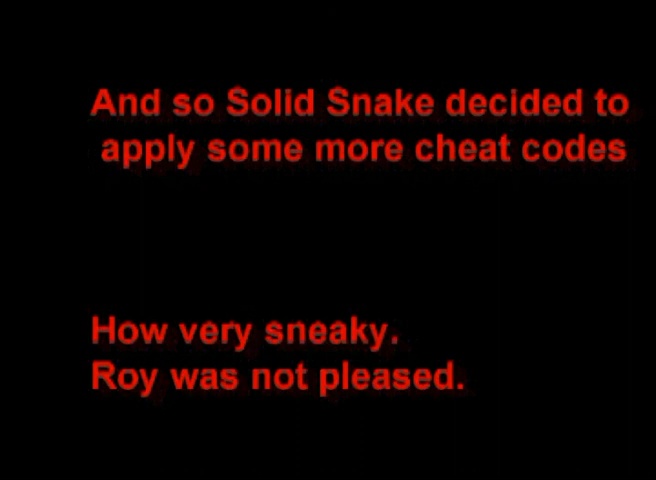 And so Solid Snake decided to
apply some more cheat codes
How very sneaky.
Roy was not pleased.